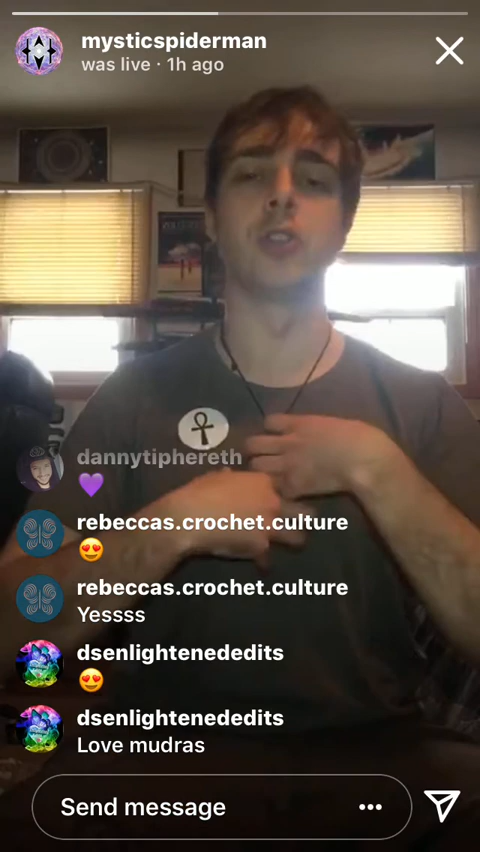 mysticspiderman
was live · 1h ago
dannytiphereth
💜
rebeccas.crochet.culture
😍
rebeccas.crochet.culture
Yessss
dsenlightenededits
😍
dsenlightenededits
Love mudras
Send message